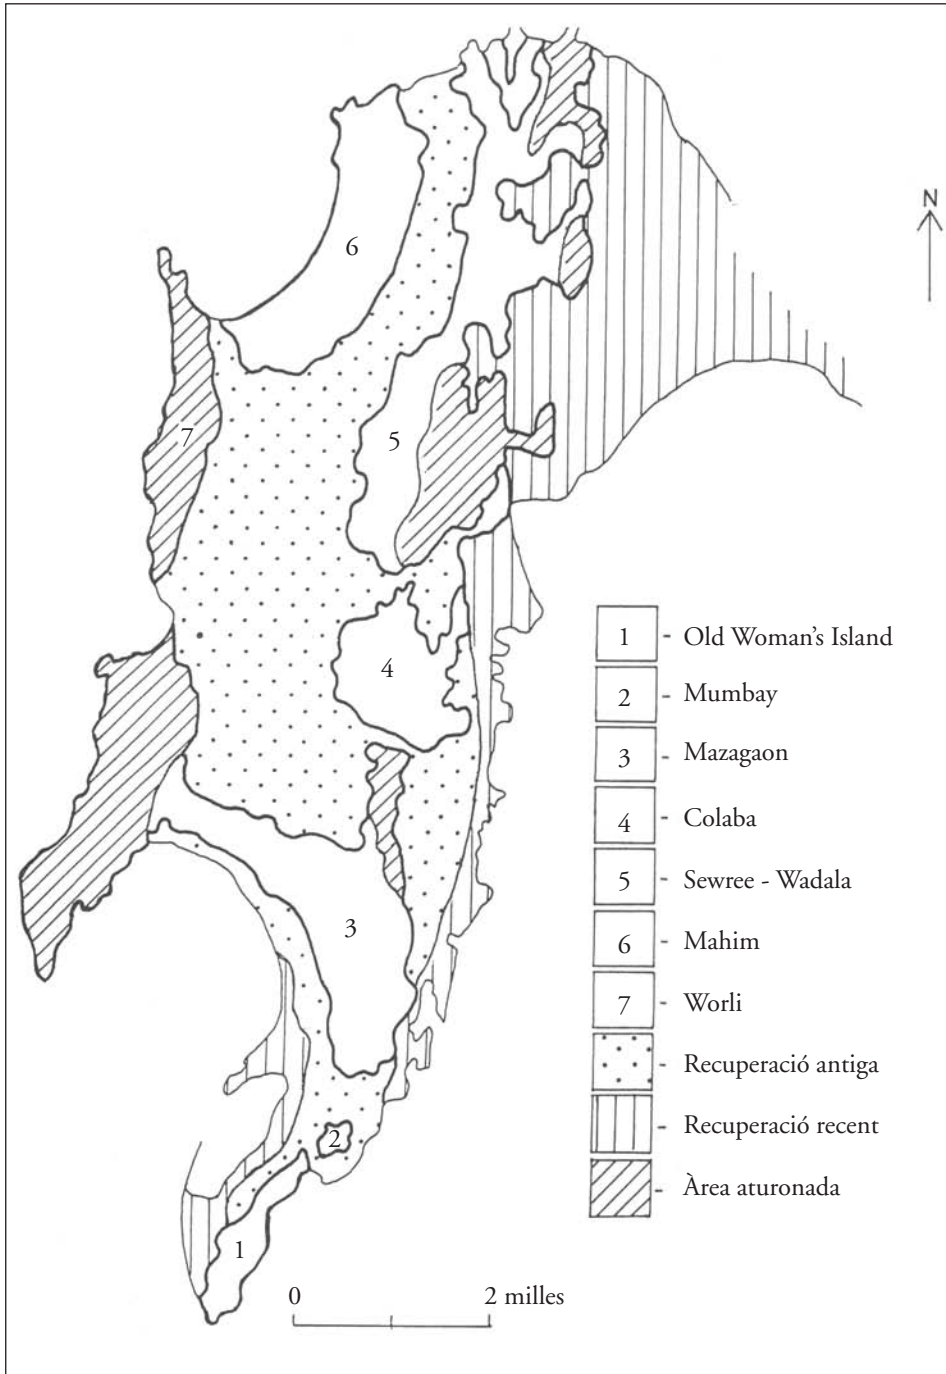 N
6
7
5
4
3
2
1
1 - Old Woman's Island
2 - Mumbay
3 - Mazagaon
4 - Colaba
5 - Sewree - Wadala
6 - Mahim
7 - Worli
- Recuperació antiga
- Recuperació recent
- Àrea aturonada
0 2 milles